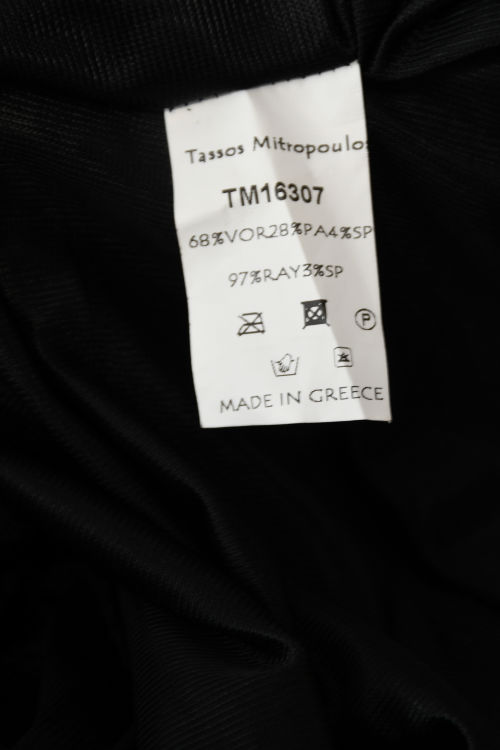 Tassos Mitropoulos
TM16307
68%VOR28%PA4%SP
97%RAY3%SP
P
MADE IN GREECE